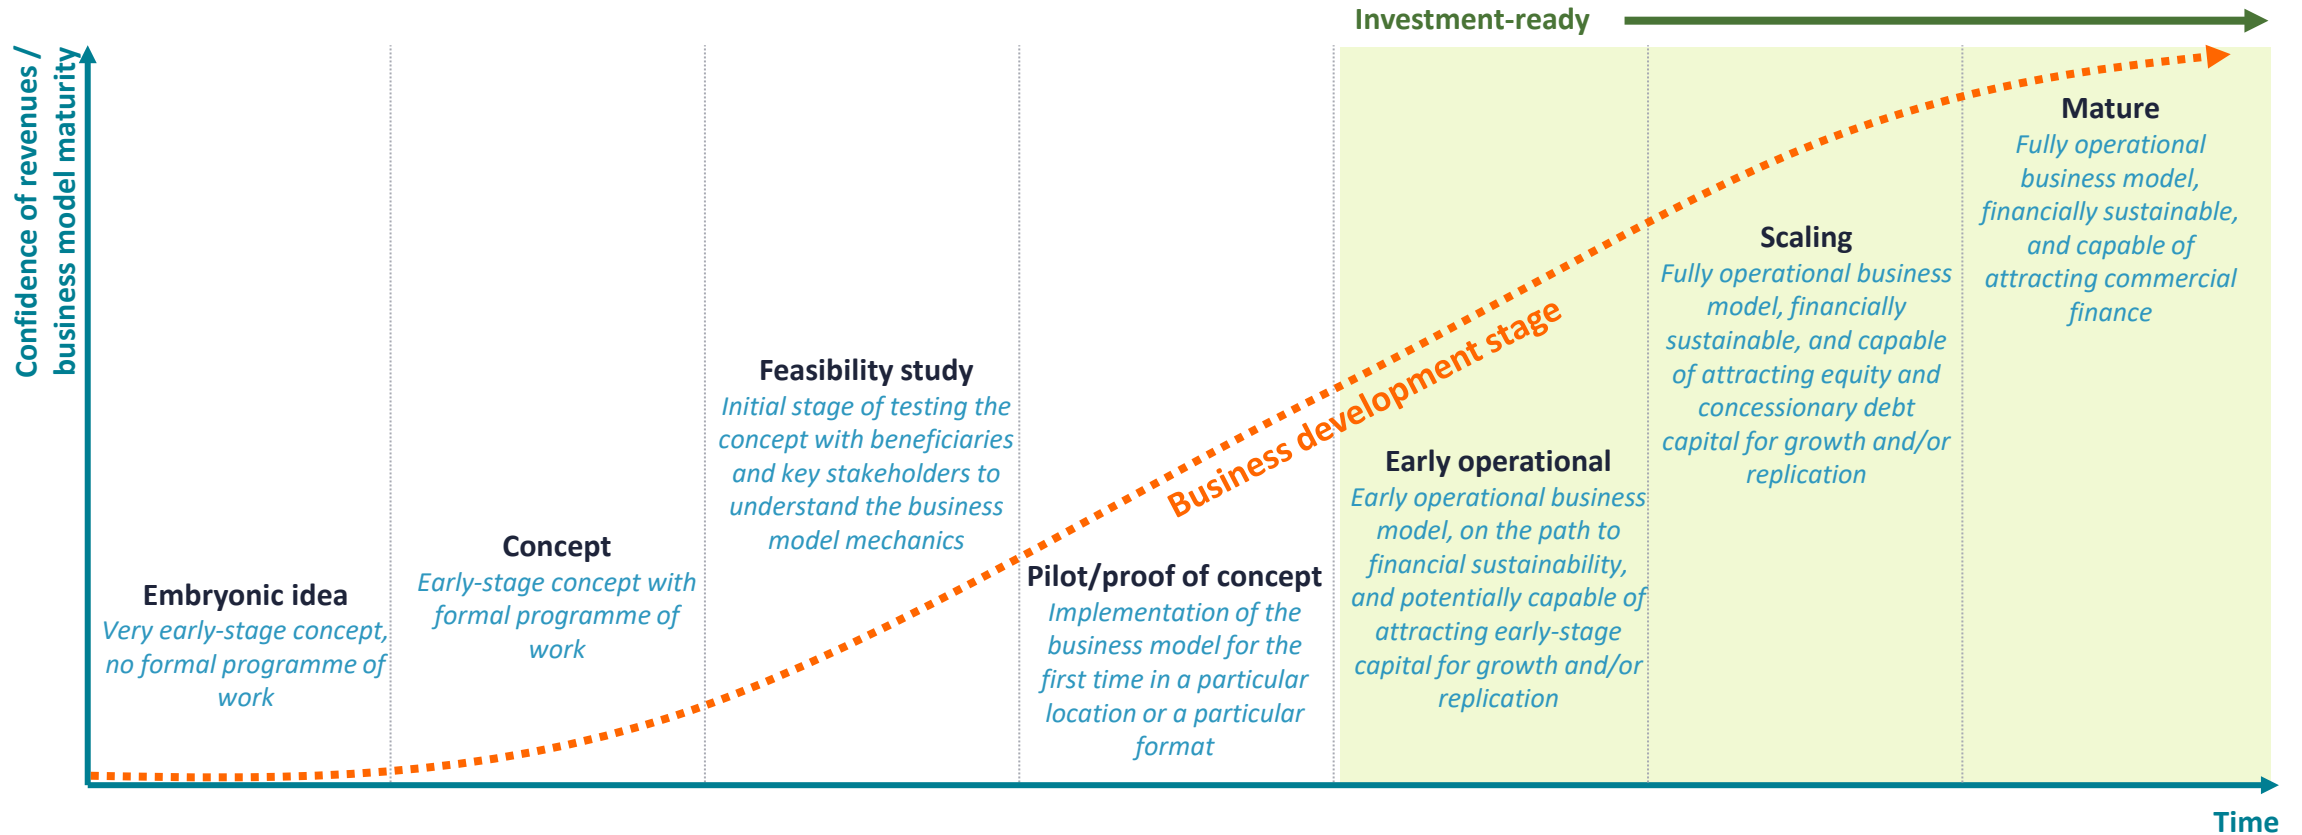 Investment-ready
Confidence of revenues /
business model maturity
Embryonic idea
Very early-stage concept,
no formal programme of
work
Concept
Early-stage concept with
formal programme of
work
Feasibility study
Initial stage of testing the
concept with beneficiaries
and key stakeholders to
understand the business
model mechanics
Pilot/proof of concept
Implementation of the
business model for the
first time in a particular
location or a particular
format
Business development stage
Early operational
Early operational business
model, on the path to
financial sustainability,
and potentially capable of
attracting early-stage
capital for growth and/or
replication
Scaling
Fully operational business
model, financially
sustainable, and capable
of attracting equity and
concessionary debt
capital for growth and/or
replication
Mature
Fully operational
business model,
financially sustainable,
and capable of
attracting commercial
finance
Time